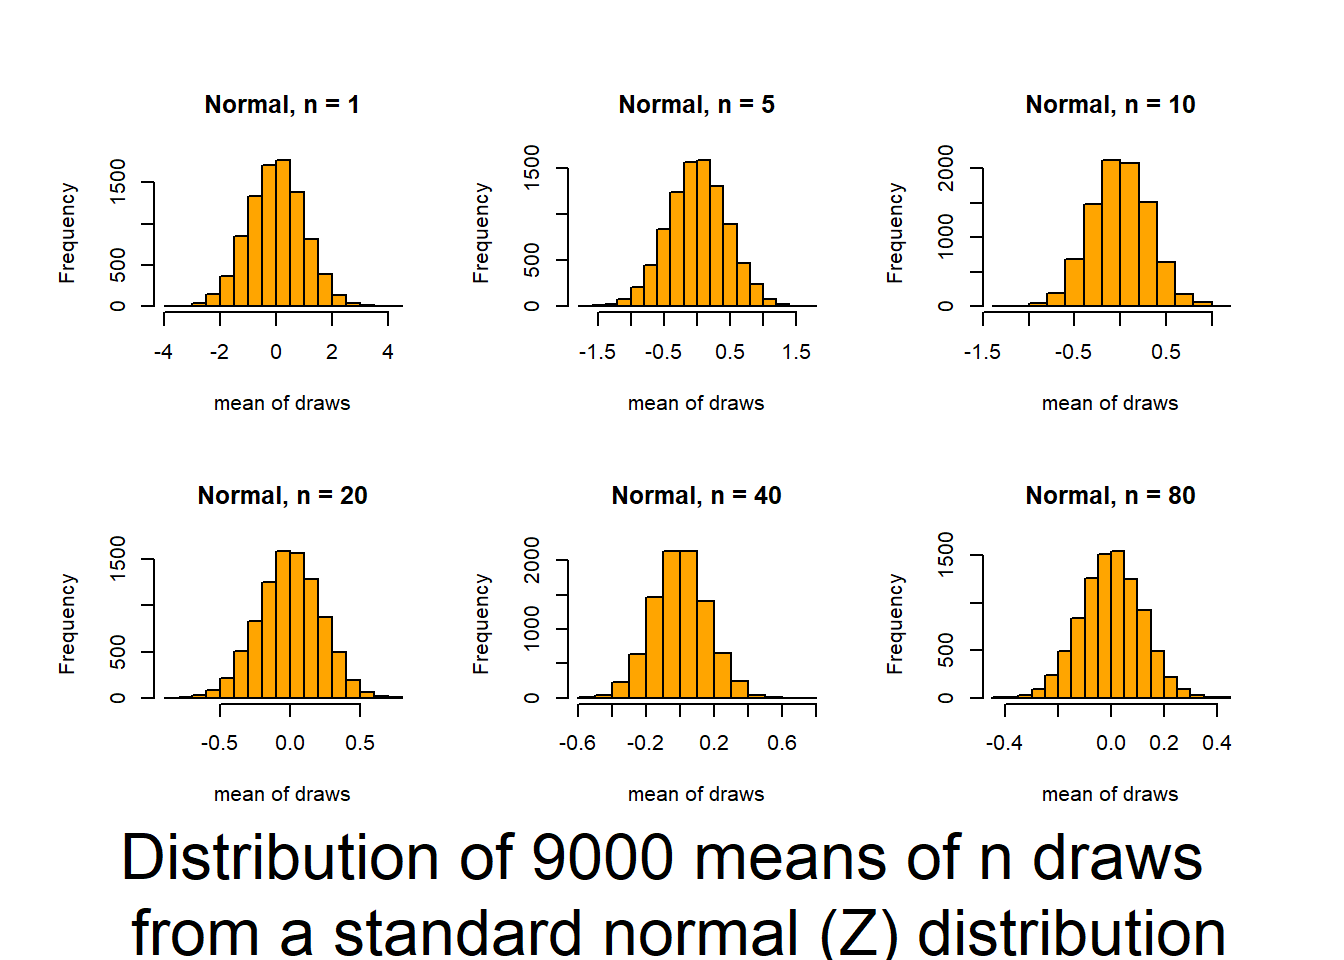 Normal, n = 1
Frequency
0 500 1500
-4 -2 0 2 4
mean of draws
Normal, n = 5
Frequency
0 500 1500
-1.5 -0.5 0.5 1.5
mean of draws
Normal, n = 10
Frequency
0 1000 2000
-1.5 -0.5 0.5
mean of draws
Normal, n = 20
Frequency
0 500 1500
-0.5 0.0 0.5
mean of draws
Normal, n = 40
Frequency
0 1000 2000
-0.6 -0.2 0.2 0.6
mean of draws
Normal, n = 80
Frequency
0 500 1500
-0.4 0.0 0.2 0.4
mean of draws
Distribution of 9000 means of n draws
from a standard normal (Z) distribution